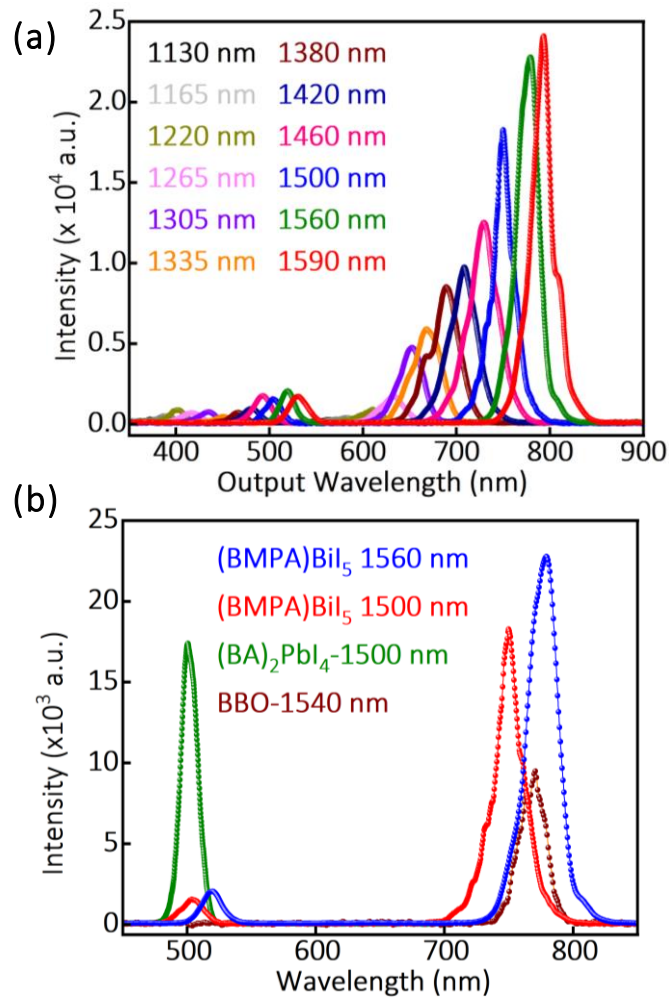 (a)
2.5
2.0
1.5
1.0
0.5
0.0
Intensity (x 10⁴ a.u.)
1130 nm 1380 nm
1165 nm 1420 nm
1220 nm 1460 nm
1265 nm 1500 nm
1305 nm 1560 nm
1335 nm 1590 nm
400 500 600 700 800 900
Output Wavelength (nm)
(b)
25
20
15
10
5
0
Intensity (x10³ a.u.)
(BMPA)BiI₅ 1560 nm
(BMPA)BiI₅ 1500 nm
(BA)₂PbI₄-1500 nm
BBO-1540 nm
500 600 700 800
Wavelength (nm)